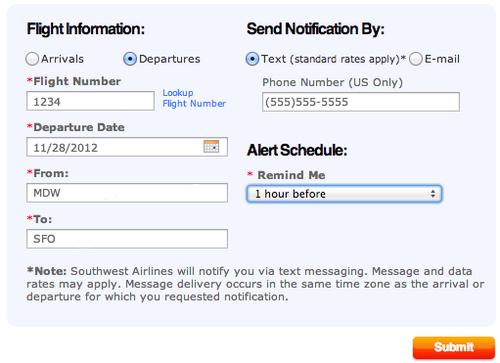 Flight Information:
Arrivals
Departures
*Flight Number
1234
Lookup
Flight Number
*Departure Date
11/28/2012
*From:
MDW
*To:
SFO
Send Notification By:
Text (standard rates apply)*
E-mail
Phone Number (US Only)
(555)555-5555
Alert Schedule:
* Remind Me
1 hour before
*Note: Southwest Airlines will notify you via text messaging. Message and data
rates may apply. Message delivery occurs in the same time zone as the arrival or
departure for which you requested notification.
Submit